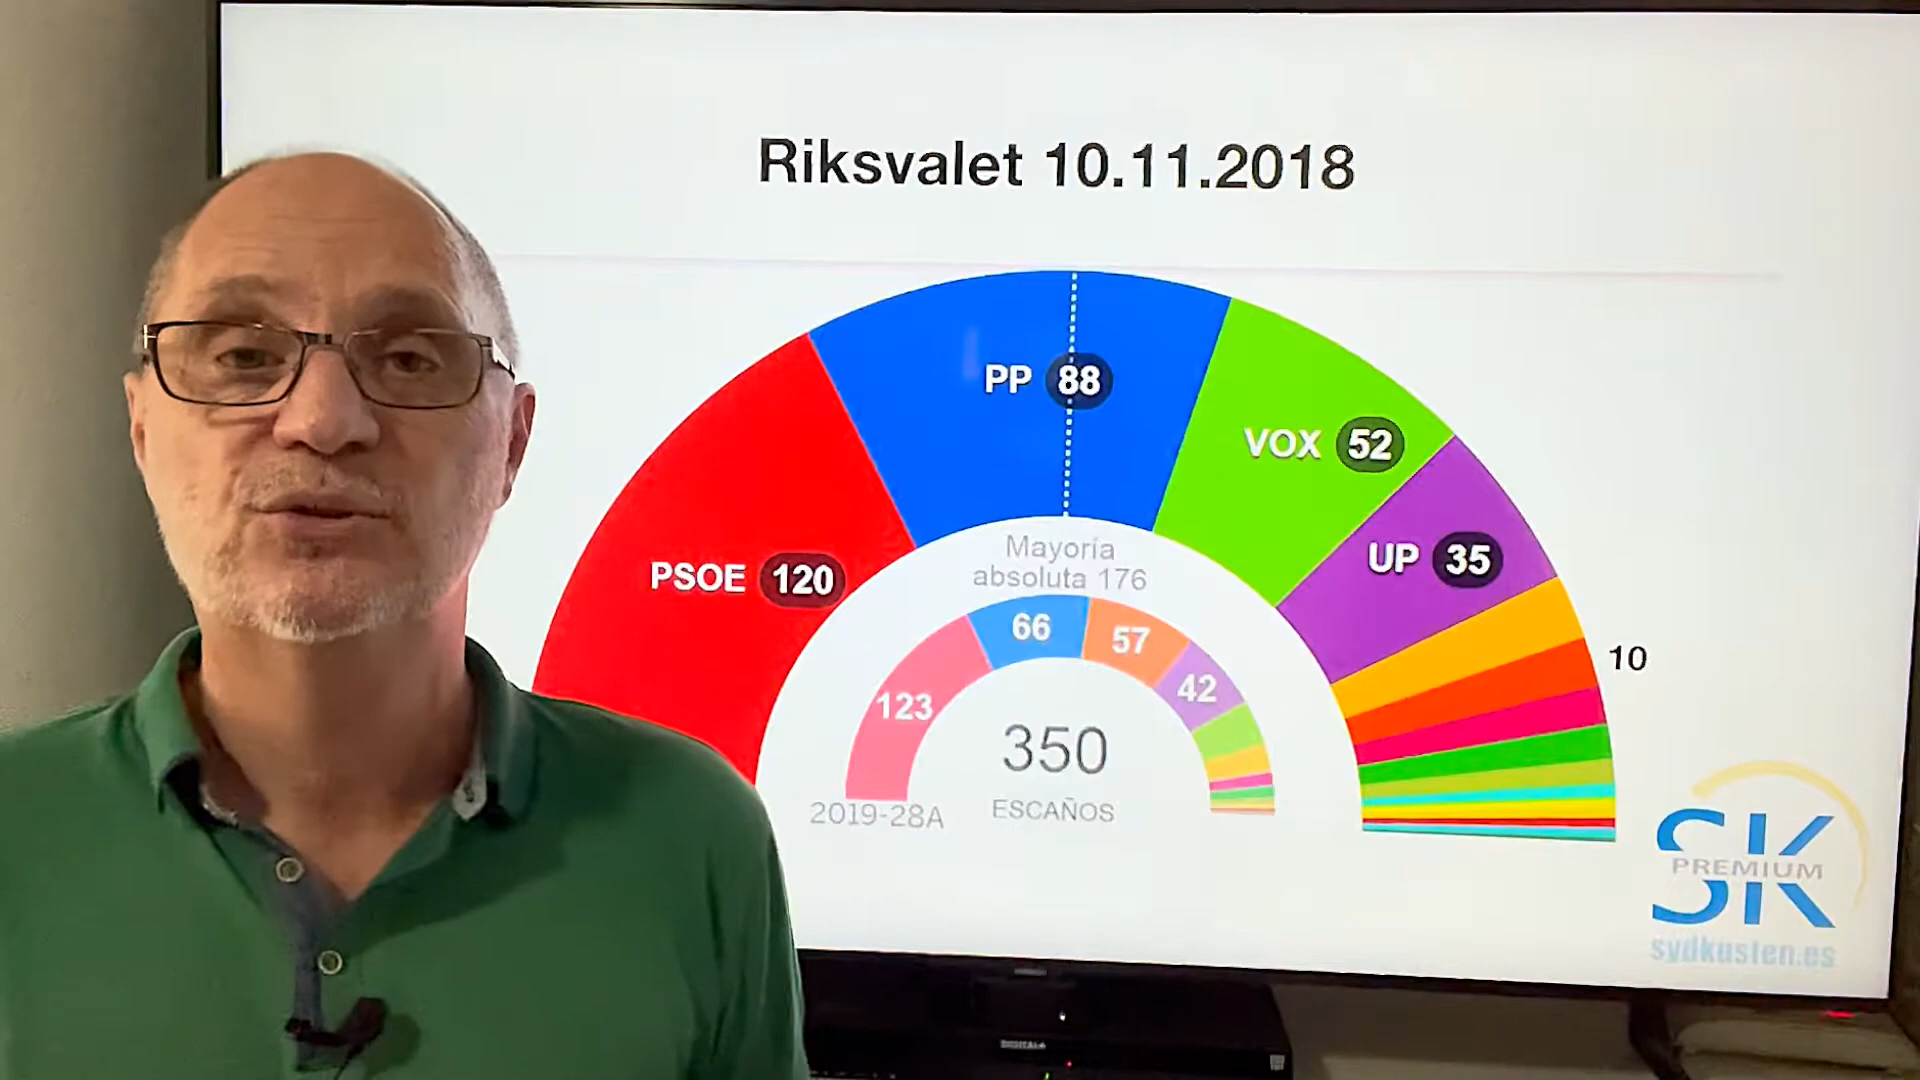 Riksvalet 10.11.2018
PP 88
VOX 52
UP 35
PSOE 120
10
Mayoría
absoluta 176
66
57
42
123
350
ESCAÑOS
2019-28A
SK
PREMIUM
sydkusten.es
DIGITALA